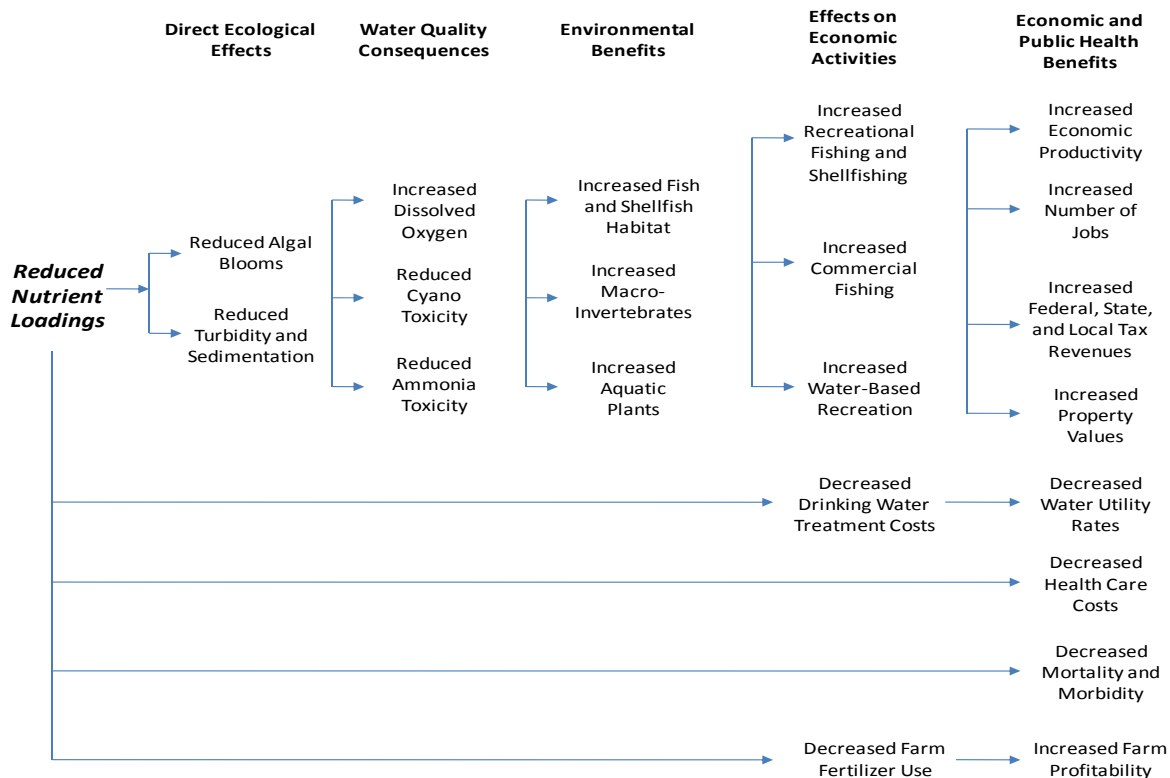 Direct Ecological
Effects
Water Quality
Consequences
Environmental
Benefits
Effects on
Economic
Activities
Economic and
Public Health
Benefits
Reduced
Nutrient
Loadings
Reduced Algal
Blooms
Reduced
Turbidity and
Sedimentation
Increased
Dissolved
Oxygen
Reduced
Cyano
Toxicity
Reduced
Ammonia
Toxicity
Increased Fish
and Shellfish
Habitat
Increased
Macro-
Invertebrates
Increased
Aquatic
Plants
Increased
Recreational
Fishing and
Shellfishing
Increased
Commercial
Fishing
Increased
Water-Based
Recreation
Increased
Economic
Productivity
Increased
Number of
Jobs
Increased
Federal, State,
and Local Tax
Revenues
Increased
Property
Values
Decreased
Drinking Water
Treatment Costs
Decreased
Water Utility
Rates
Decreased
Health Care
Costs
Decreased
Mortality and
Morbidity
Decreased Farm
Fertilizer Use
Increased Farm
Profitability